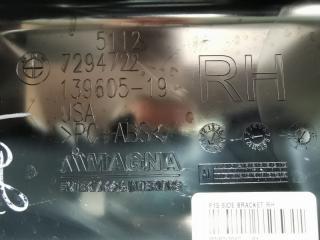 5112
7294722
RH
139605-19
USA
>PC+ABS<
MAGNA
F15 SIDE BRACKET RH